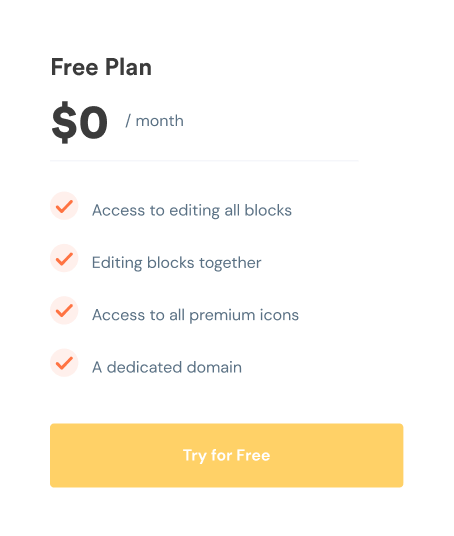 Free Plan
$0 / month
Access to editing all blocks
Editing blocks together
Access to all premium icons
A dedicated domain
Try for Free